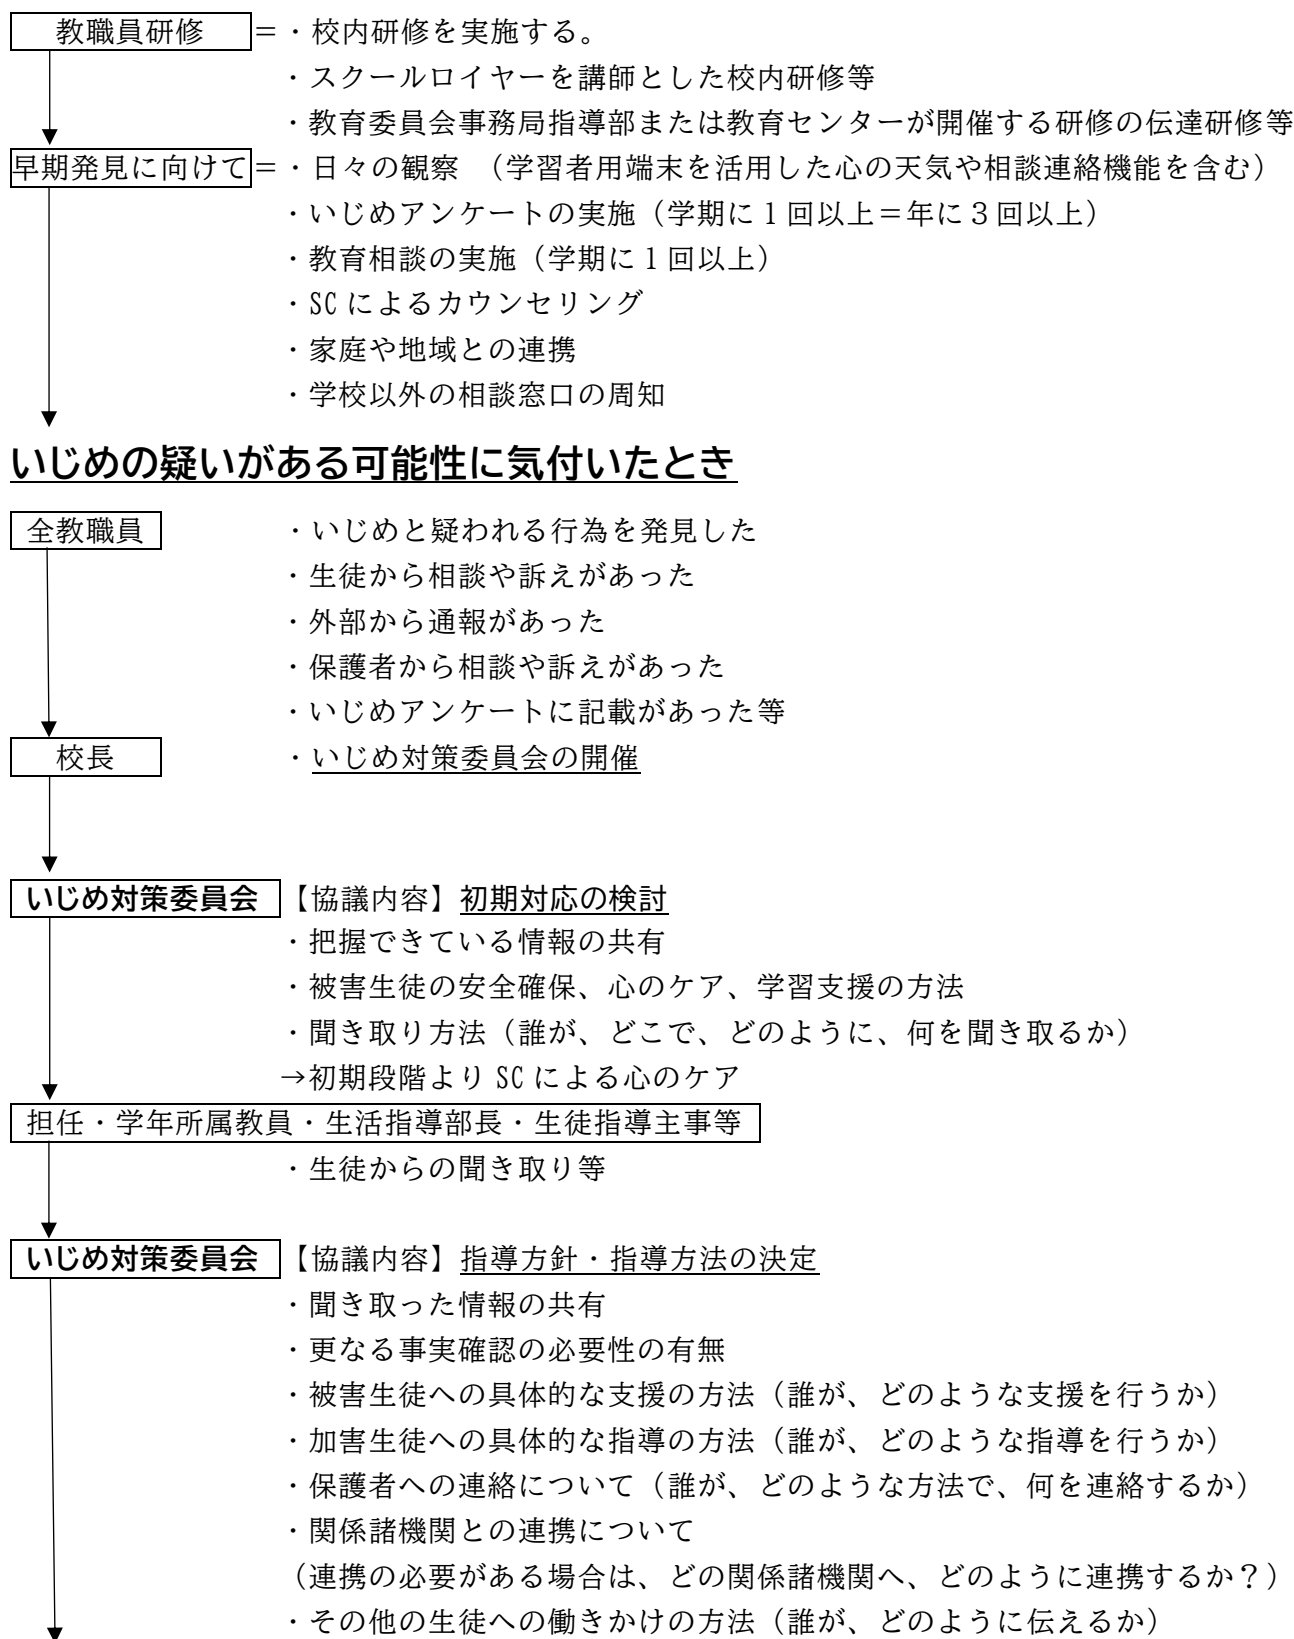 教職員研修 =・校内研修を実施する。
・スクールロイヤーを講師とした校内研修等
・教育委員会事務局指導部または教育センターが開催する研修の伝達研修等
早期発見に向けて =・日々の観察 (学習者用端末を活用した心の天気や相談連絡機能を含む)
・いじめアンケートの実施(学期に1回以上=年に3回以上)
・教育相談の実施(学期に1回以上)
・SCによるカウンセリング
・家庭や地域との連携
・学校以外の相談窓口の周知
いじめの疑いがある可能性に気付いたとき
全教職員 ・いじめと疑われる行為を発見した
・生徒から相談や訴えがあった
・外部から通報があった
・保護者から相談や訴えがあった
・いじめアンケートに記載があった等
校長 ・いじめ対策委員会の開催
いじめ対策委員会 【協議内容】初期対応の検討
・把握できている情報の共有
・被害生徒の安全確保、心のケア、学習支援の方法
・聞き取り方法(誰が、どこで、どのように、何を聞き取るか)
→初期段階よりSCによる心のケア
担任・学年所属教員・生活指導部長・生徒指導主事等
・生徒からの聞き取り等
いじめ対策委員会 【協議内容】指導方針・指導方法の決定
・聞き取った情報の共有
・更なる事実確認の必要性の有無
・被害生徒への具体的な支援の方法(誰が、どのような支援を行うか)
・加害生徒への具体的な指導の方法(誰が、どのような指導を行うか)
・保護者への連絡について(誰が、どのような方法で、何を連絡するか)
・関係諸機関との連携について
(連携の必要がある場合は、どの関係諸機関へ、どのように連携するか?)
・その他の生徒への働きかけの方法(誰が、どのように伝えるか)